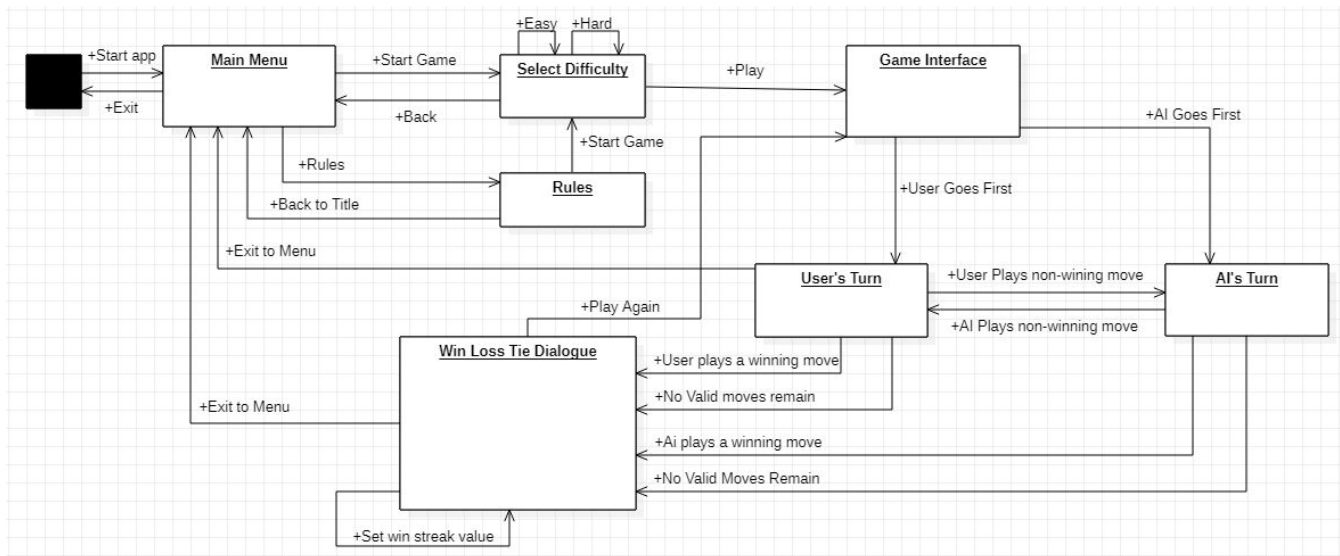 +Easy
+Hard
+Start app
Main Menu
+Start Game
Select Difficulty
+Play
Game Interface
+Exit
+Back
+AI Goes First
+Start Game
+Rules
Rules
+User Goes First
+Back to Title
+Exit to Menu
User's Turn
+User Plays non-wining move
AI's Turn
+Play Again
+AI Plays non-winning move
Win Loss Tie Dialogue
+User plays a winning move
+No Valid moves remain
+Exit to Menu
+Ai plays a winning move
+No Valid Moves Remain
+Set win streak value